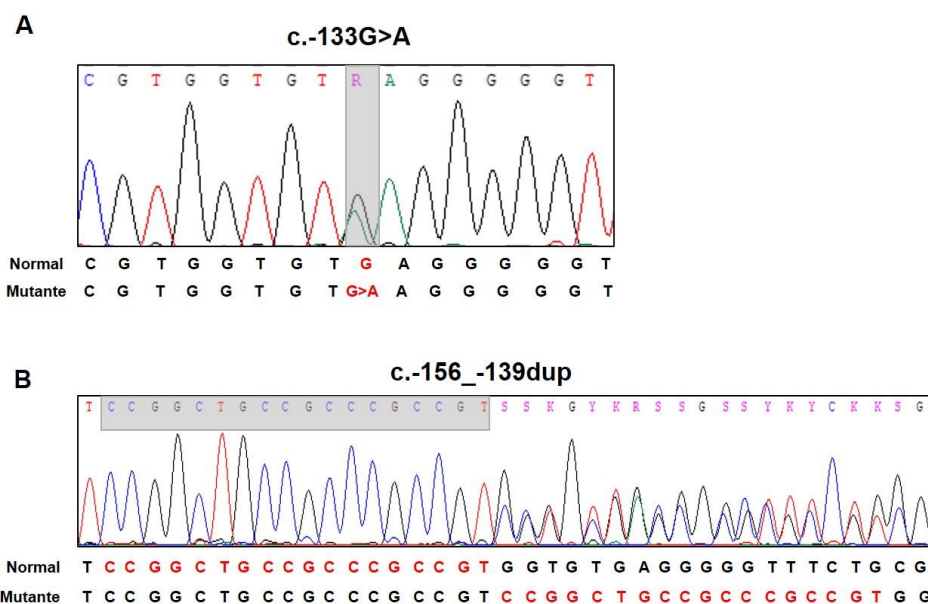 A
c.-133G>A
C G T G G T G T R A G G G G G T
Normal C G T G G T G T G A G G G G G T
Mutante C G T G G T G T G>A A G G G G G T
B
c.-156_-139dup
T C C G G C T G C C G C C C G C C G T S S K G Y K R S S G S S Y K Y C K K S G
Normal T C C G G C T G C C G C C C G C C G T G G T G T G A G G G G G T T T C T G C G
Mutante T C C G G C T G C C G C C C G C C G T C C G G C T G C C G C C C G C C G T G G